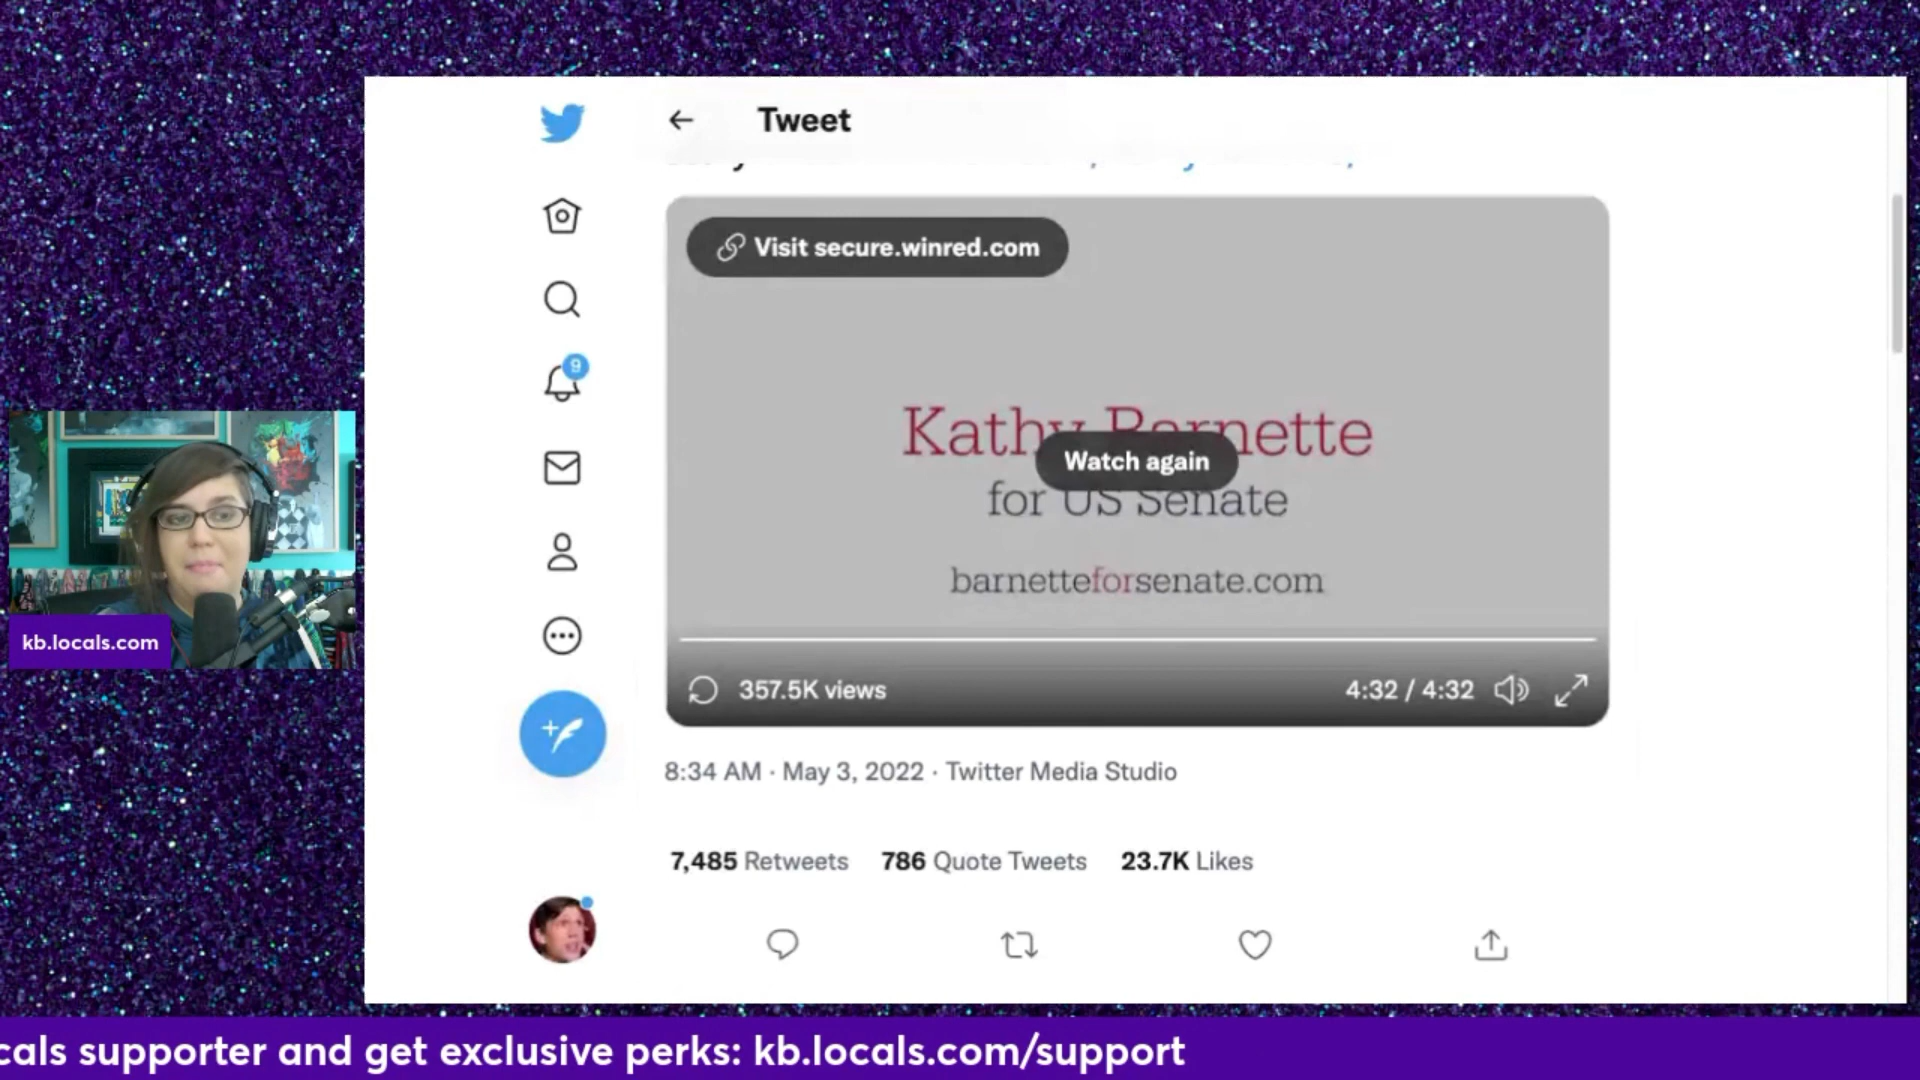 Tweet
Visit secure.winred.com
Kathy Barnette
Watch again
for US Senate
barnetteforsenate.com
357.5K views
4:32 / 4:32
8:34 AM · May 3, 2022 · Twitter Media Studio
7,485 Retweets 786 Quote Tweets 23.7K Likes
9
kb.locals.com
cals supporter and get exclusive perks: kb.locals.com/support